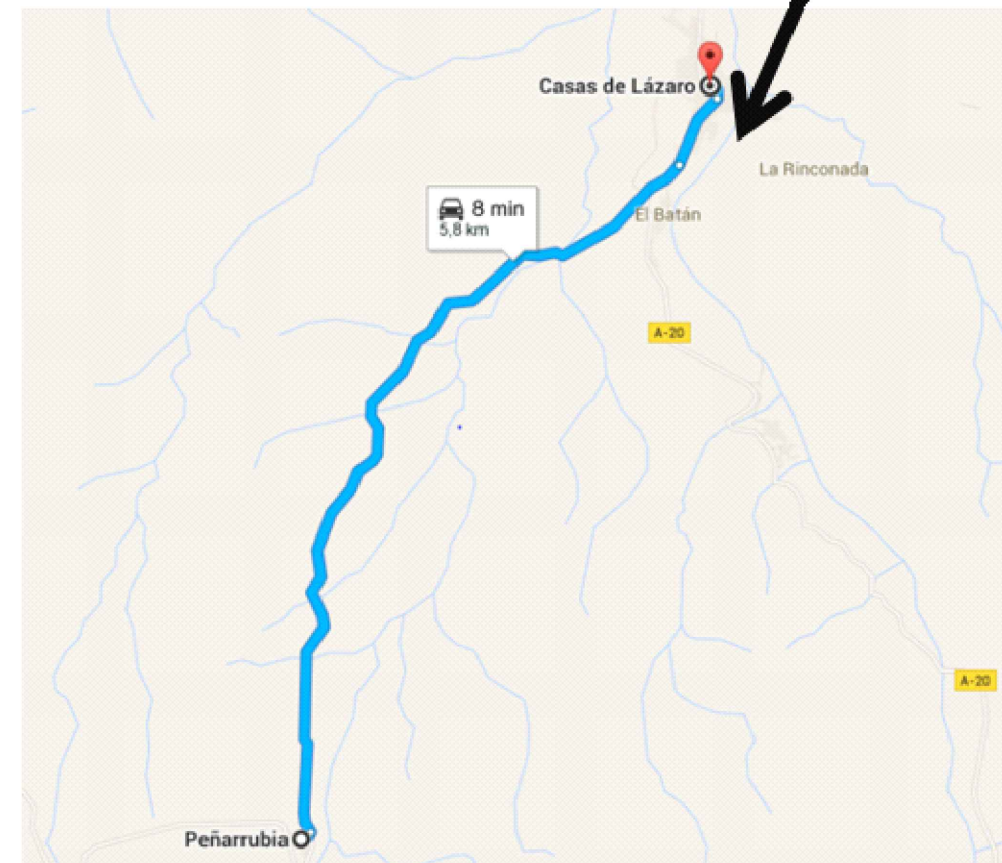 Casas de Lázaro
La Rinconada
8 min
5,8 km
El Batán
A-20
A-20
Peñarrubia